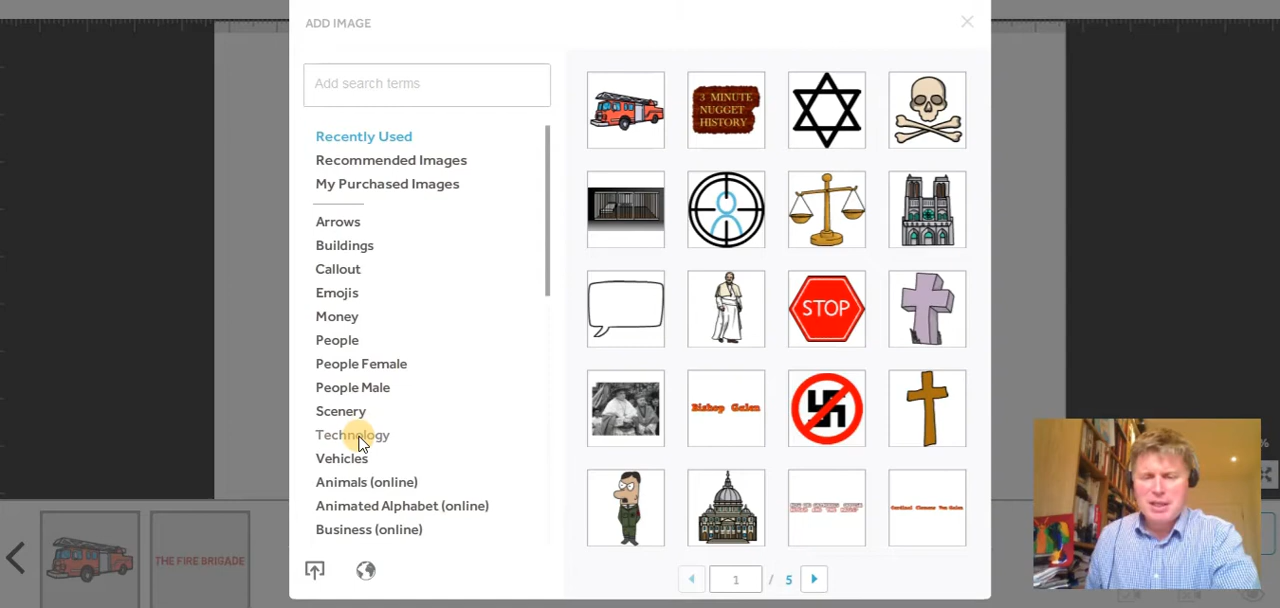 ADD IMAGE
Add search terms
Recently Used
Recommended Images
My Purchased Images
Arrows
Buildings
Callout
Emojis
Money
People
People Female
People Male
Scenery
Technology
Vehicles
Animals (online)
Animated Alphabet (online)
Business (online)
3 MINUTE
NUGGET
HISTORY
STOP
Bishop Galen
Cardinal Clemens Von Galen
1 / 5
THE FIRE BRIGADE
%